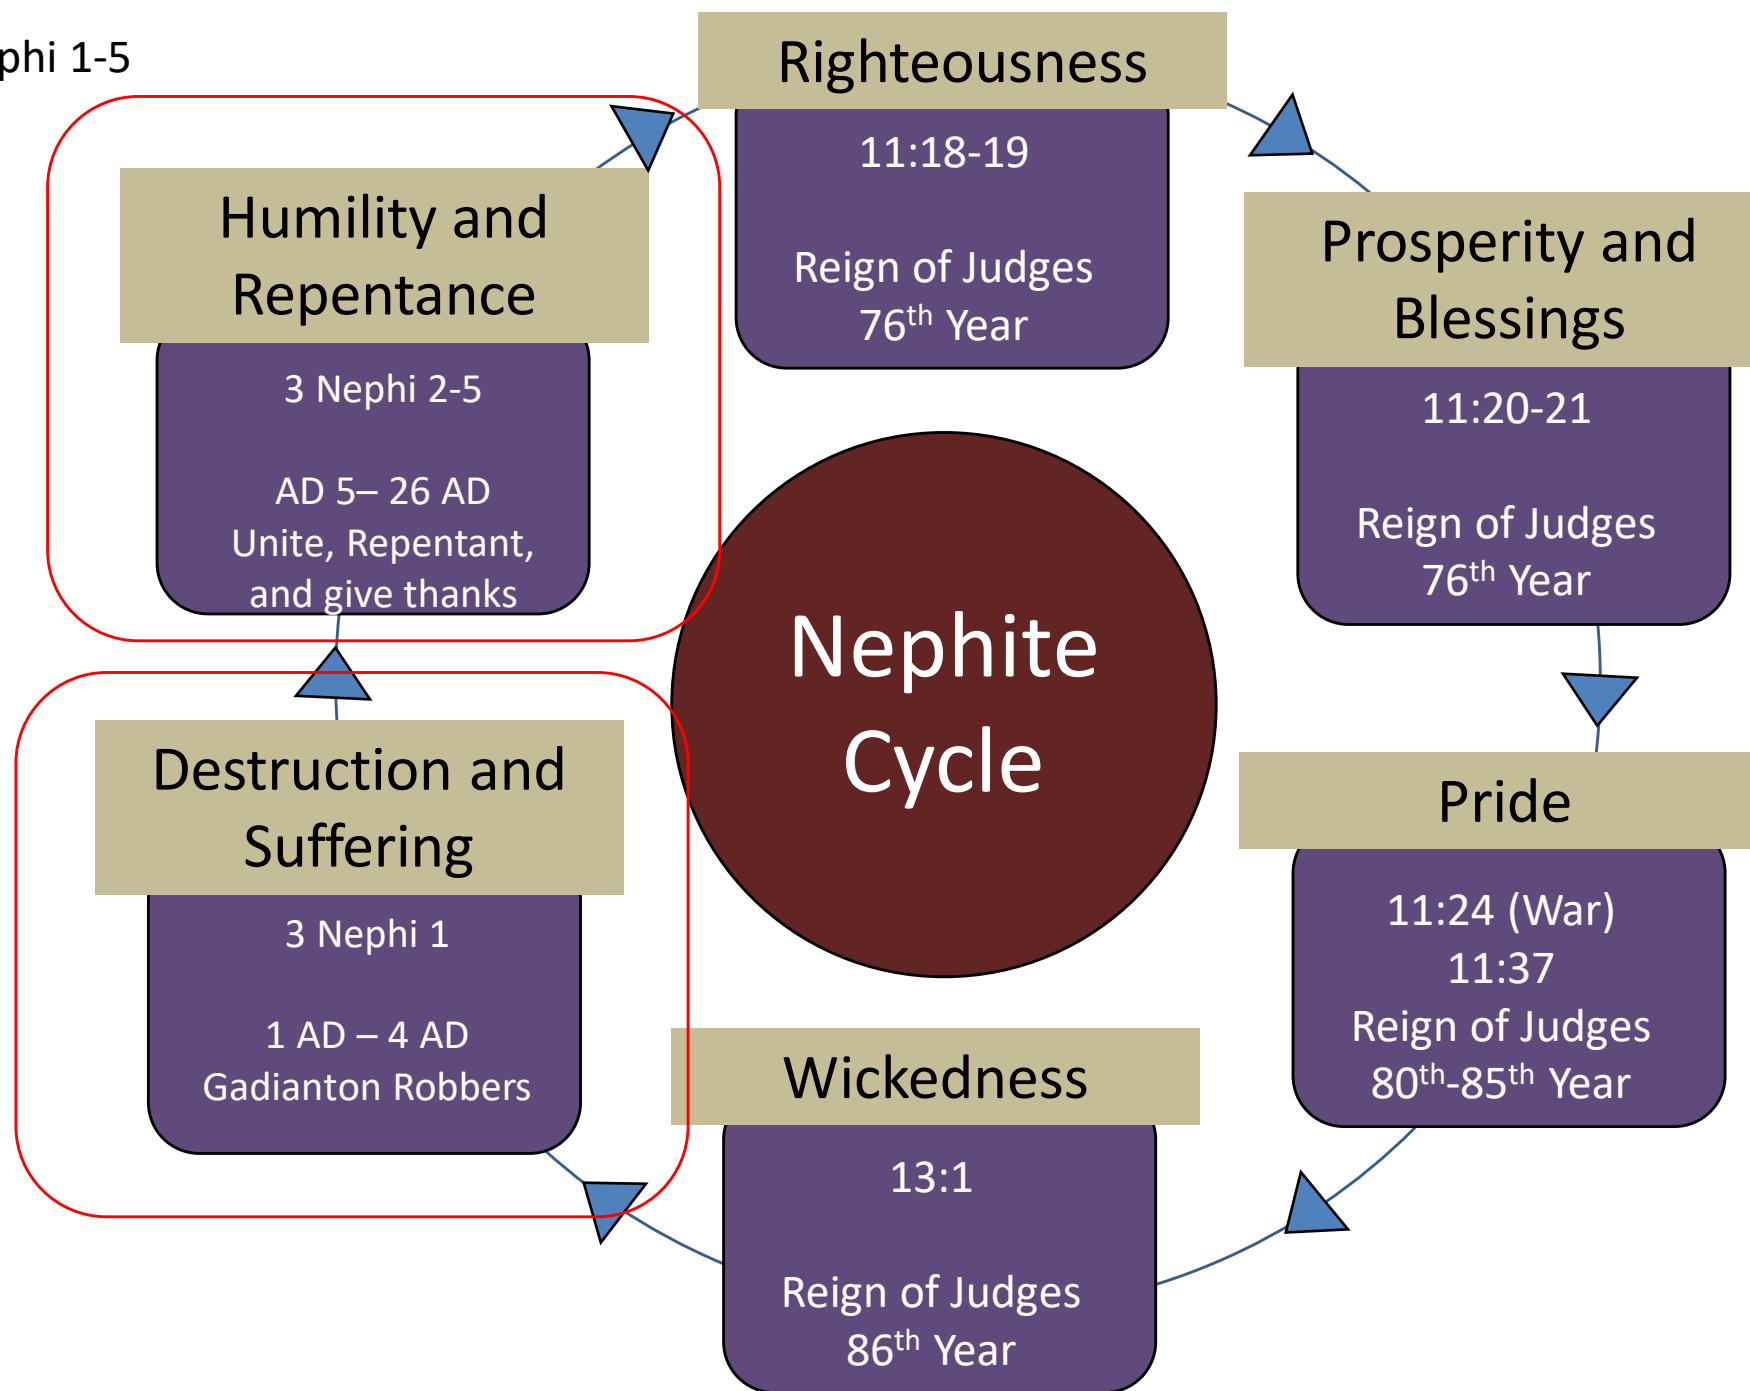 phi 1-5
Righteousness
11:18-19
Reign of Judges
76th Year
Prosperity and
Blessings
11:20-21
Reign of Judges
76th Year
Pride
11:24 (War)
11:37
Reign of Judges
80th-85th Year
Wickedness
13:1
Reign of Judges
86th Year
Destruction and
Suffering
3 Nephi 1
1 AD – 4 AD
Gadianton Robbers
Humility and
Repentance
3 Nephi 2-5
AD 5– 26 AD
Unite, Repentant,
and give thanks
Nephite
Cycle